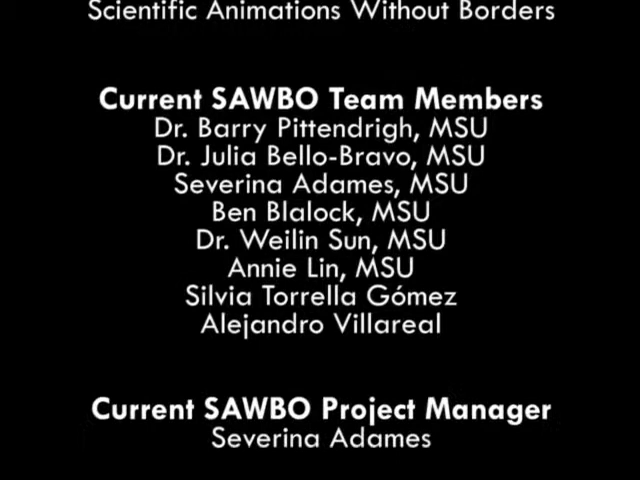 Scientific Animations Without Borders
Current SAWBO Team Members
Dr. Barry Pittendrigh, MSU
Dr. Julia Bello-Bravo, MSU
Severina Adames, MSU
Ben Blalock, MSU
Dr. Weilin Sun, MSU
Annie Lin, MSU
Silvia Torrella Gómez
Alejandro Villareal
Current SAWBO Project Manager
Severina Adames